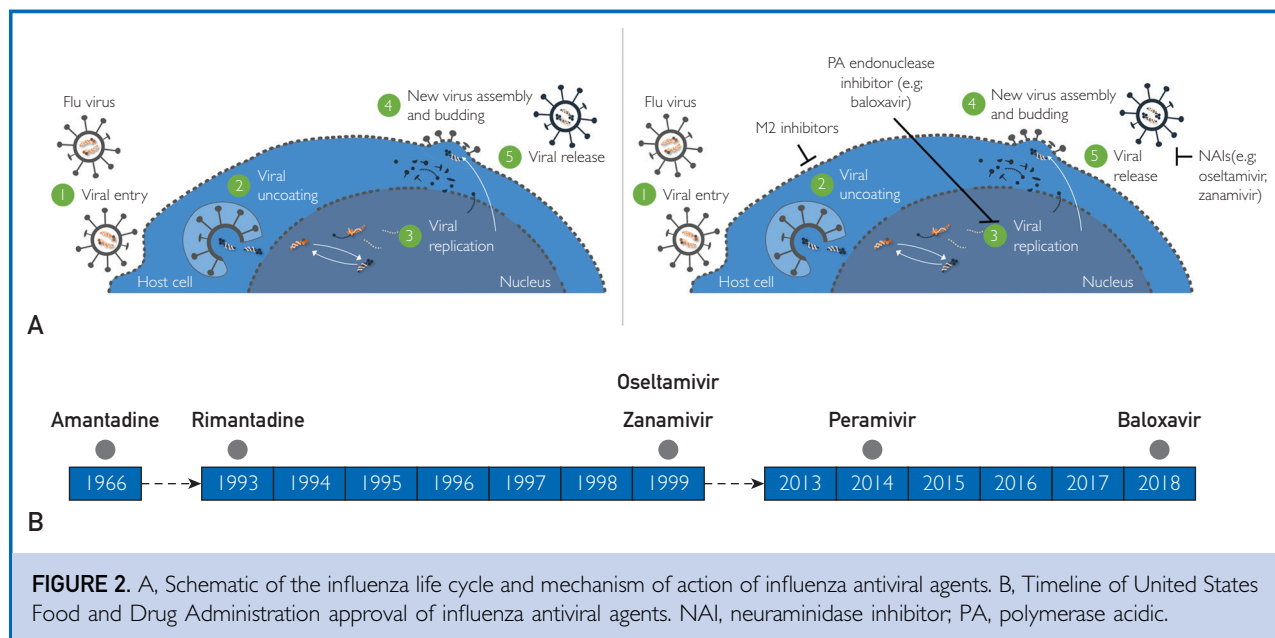 Flu virus
1 Viral entry
2 Viral
uncoating
3 Viral
replication
4 New virus assembly
and budding
5 Viral release
Host cell
Nucleus
Flu virus
1 Viral entry
M2 inhibitors
PA endonuclease
inhibitor (e.g;
baloxavir)
2 Viral
uncoating
3 Viral
replication
4 New virus assembly
and budding
5 Viral
release
NAIs(e.g;
oseltamivir,
zanamivir)
Host cell
Nucleus
A
Oseltamivir
Amantadine Rimantadine Zanamivir Peramivir Baloxavir
1966 1993 1994 1995 1996 1997 1998 1999 2013 2014 2015 2016 2017 2018
B
FIGURE 2. A, Schematic of the influenza life cycle and mechanism of action of influenza antiviral agents. B, Timeline of United States
Food and Drug Administration approval of influenza antiviral agents. NAI, neuraminidase inhibitor; PA, polymerase acidic.